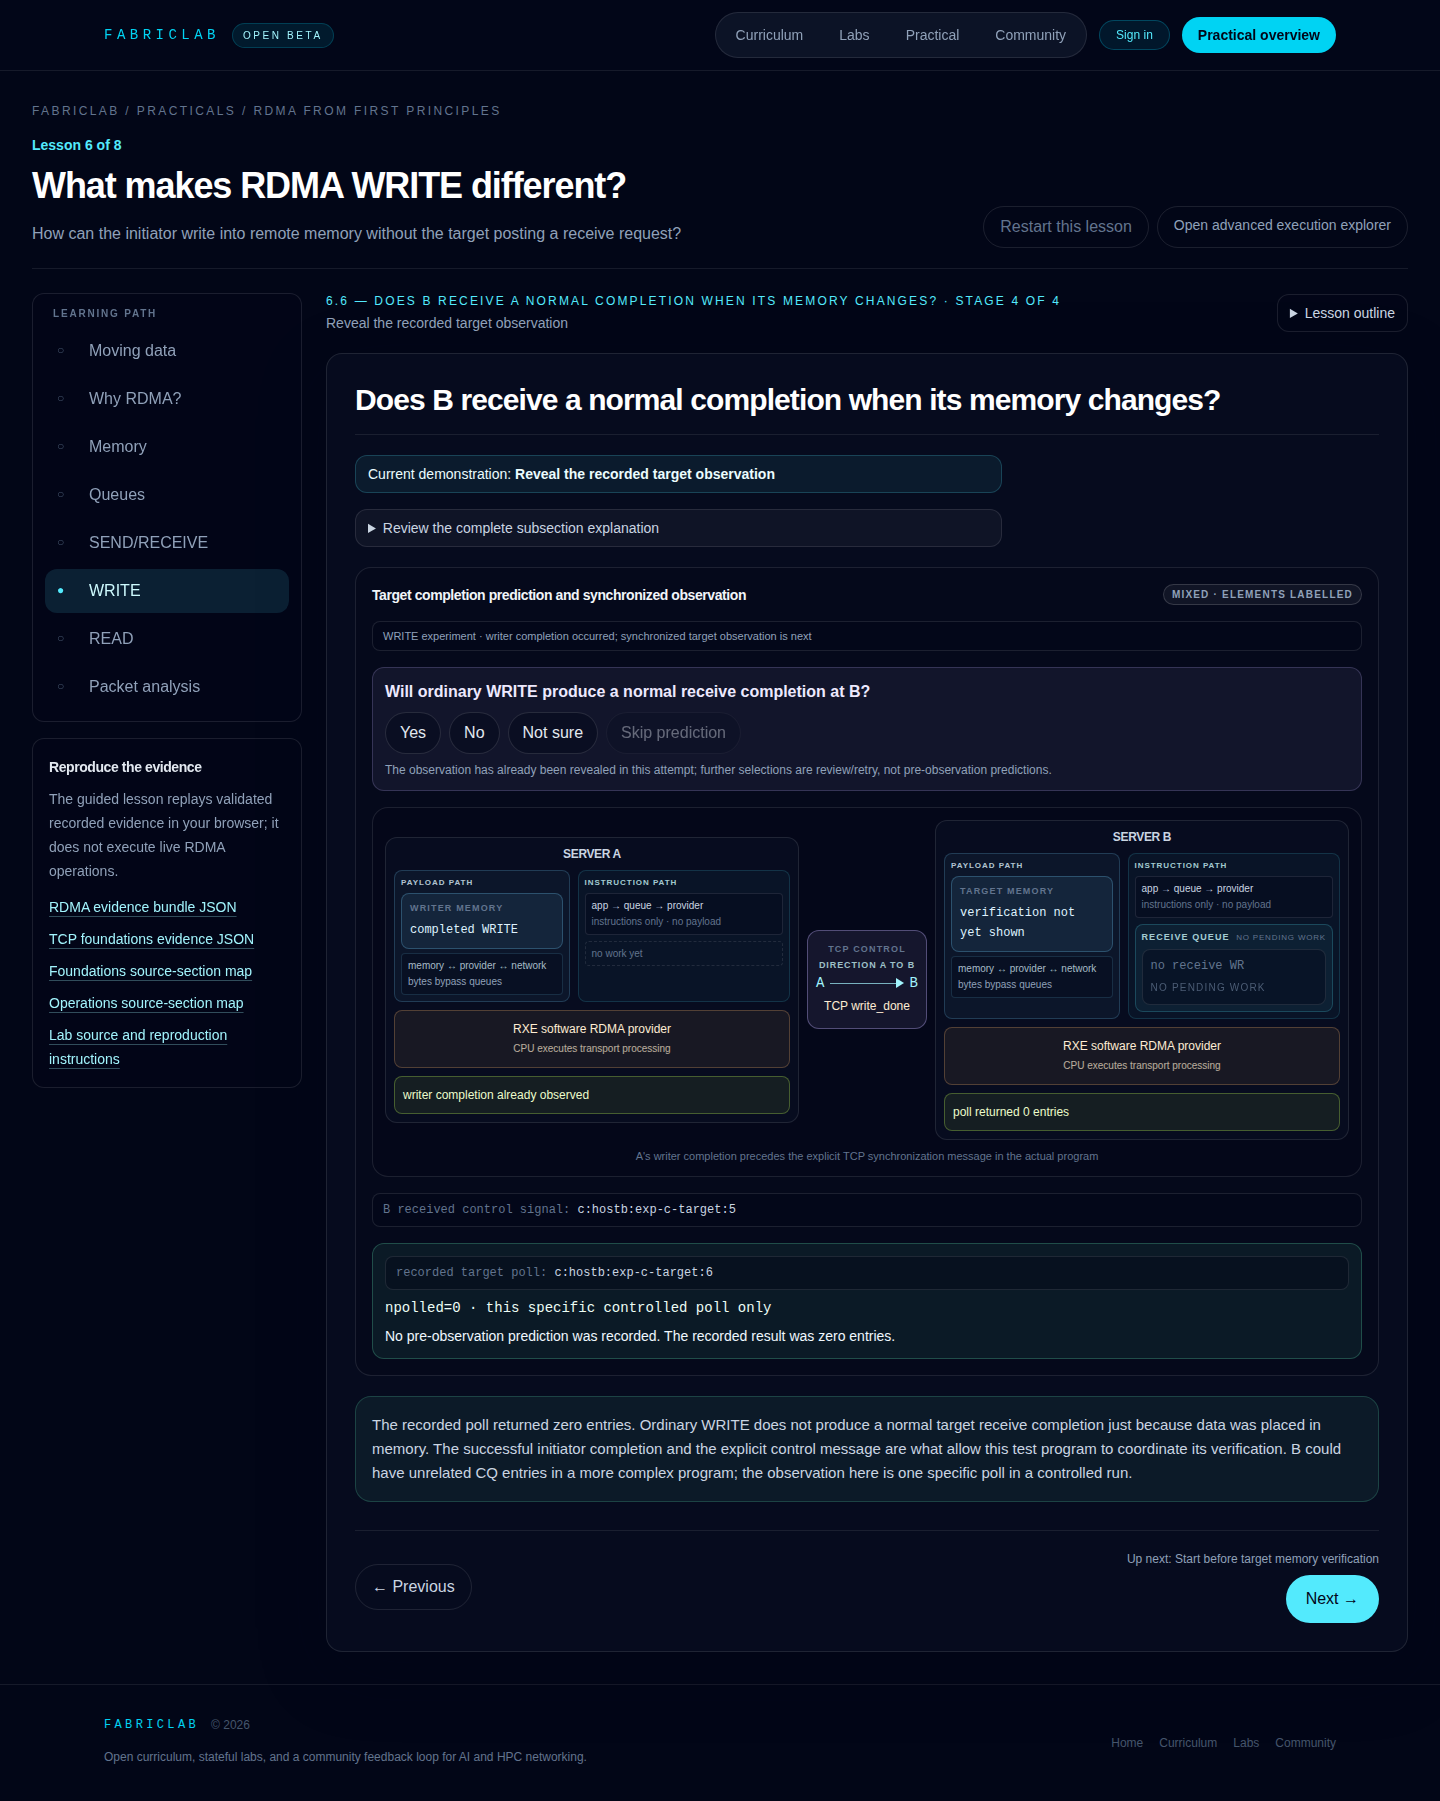 FABRICLAB OPEN BETA Curriculum Labs Practical Community Sign in Practical overview
FABRICLAB / PRACTICALS / RDMA FROM FIRST PRINCIPLES
Lesson 6 of 8
What makes RDMA WRITE different?
How can the initiator write into remote memory without the target posting a receive request?
Restart this lesson
Open advanced execution explorer
LEARNING PATH
Moving data
Why RDMA?
Memory
Queues
SEND/RECEIVE
WRITE
READ
Packet analysis
Reproduce the evidence
The guided lesson replays validated
recorded evidence in your browser; it
does not execute live RDMA
operations.
RDMA evidence bundle JSON
TCP foundations evidence JSON
Foundations source-section map
Operations source-section map
Lab source and reproduction
instructions
6.6 — DOES B RECEIVE A NORMAL COMPLETION WHEN ITS MEMORY CHANGES? · STAGE 4 OF 4
Reveal the recorded target observation
▶ Lesson outline
Does B receive a normal completion when its memory changes?
Current demonstration: Reveal the recorded target observation
▶ Review the complete subsection explanation
Target completion prediction and synchronized observation
MIXED · ELEMENTS LABELLED
WRITE experiment · writer completion occurred; synchronized target observation is next
Will ordinary WRITE produce a normal receive completion at B?
Yes No Not sure Skip prediction
The observation has already been revealed in this attempt; further selections are review/retry, not pre-observation predictions.
SERVER A
PAYLOAD PATH
WRITER MEMORY
completed WRITE
memory ↔ provider ↔ network
bytes bypass queues
INSTRUCTION PATH
app → queue → provider
instructions only · no payload
no work yet
RXE software RDMA provider
CPU executes transport processing
writer completion already observed
TCP CONTROL
DIRECTION A TO B
A B
TCP write_done
SERVER B
PAYLOAD PATH
TARGET MEMORY
verification not
yet shown
memory ↔ provider ↔ network
bytes bypass queues
INSTRUCTION PATH
app → queue → provider
instructions only · no payload
RECEIVE QUEUE NO PENDING WORK
no receive WR
NO PENDING WORK
RXE software RDMA provider
CPU executes transport processing
poll returned 0 entries
A's writer completion precedes the explicit TCP synchronization message in the actual program
B received control signal: c:hostb:exp-c-target:5
recorded target poll: c:hostb:exp-c-target:6
npolled=0 · this specific controlled poll only
No pre-observation prediction was recorded. The recorded result was zero entries.
The recorded poll returned zero entries. Ordinary WRITE does not produce a normal target receive completion just because data was placed in
memory. The successful initiator completion and the explicit control message are what allow this test program to coordinate its verification. B could
have unrelated CQ entries in a more complex program; the observation here is one specific poll in a controlled run.
← Previous
Up next: Start before target memory verification
Next →
FABRICLAB © 2026
Open curriculum, stateful labs, and a community feedback loop for AI and HPC networking.
Home Curriculum Labs Community